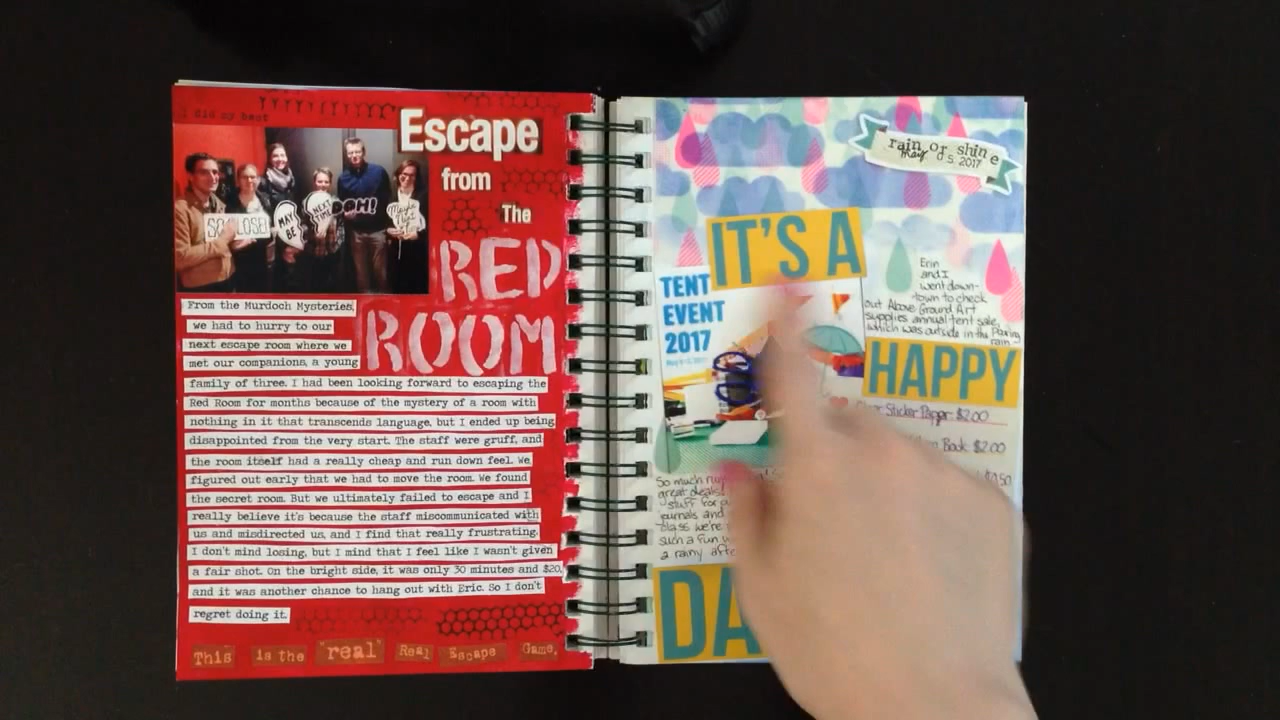 I did my best
Escape
from
The
RED
ROOM
SO CLOSE!
MAY
BE
NEXT
TIME
OH!
From the Murdoch Mysteries,
we had to hurry to our
next escape room where we
met our companions, a young
family of three. I had been looking forward to escaping the
Red Room for months because of the mystery of a room with
nothing in it that transcends language, but I ended up being
disappointed from the very start. The staff were gruff, and
the room itself had a really cheap and run down feel. We
figured out early that we had to move the room. We found
the secret room. But we ultimately failed to escape and I
really believe it's because the staff miscommunicated with
us and misdirected us, and I find that really frustrating.
I don't mind losing, but I mind that I feel like I wasn't given
a fair shot. On the bright side, it was only 30 minutes and $20,
and it was another chance to hang out with Eric. So I don't
regret doing it.
This is the "real" Real Escape Game.
rain or shine
May 5, 2017
IT'S A
TENT
EVENT
2017
Erin
and I
went down-
town to check
out Above Ground Art
supplies annual tent sale,
which was outside in the pouring
rain.
HAPPY
Sticker Paper: $2.00
Book: $2.00
So much
great deals
stuff for
journals and
class we're
such a fun
a rainy
DA